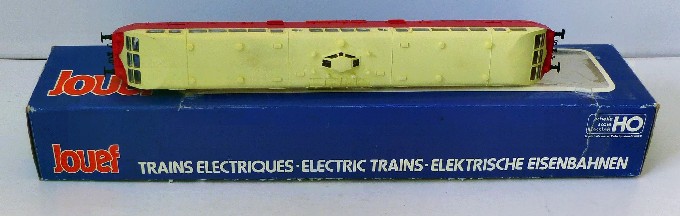 Jouef
HO
Jouef
TRAINS ELECTRIQUES · ELECTRIC TRAINS · ELEKTRISCHE EISENBAHNEN